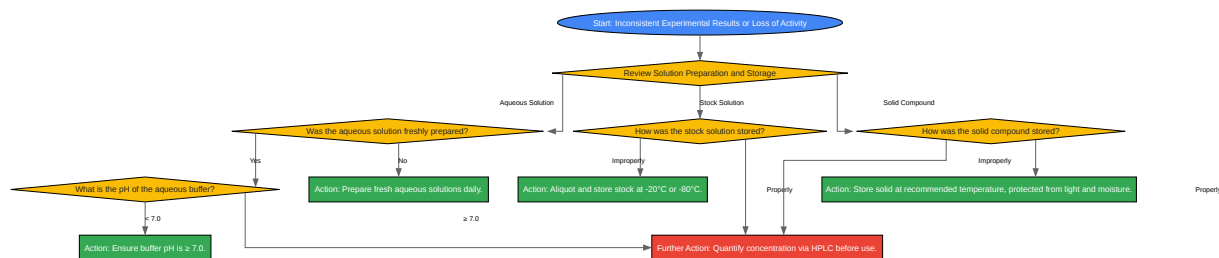 Start: Inconsistent Experimental Results or Loss of Activity
Review Solution Preparation and Storage
Aqueous Solution
Stock Solution
Solid Compound
Was the aqueous solution freshly prepared?
How was the stock solution stored?
How was the solid compound stored?
Yes
No
Improperly
Properly
Improperly
Properly
What is the pH of the aqueous buffer?
Action: Prepare fresh aqueous solutions daily.
Action: Aliquot and store stock at -20°C or -80°C.
Action: Store solid at recommended temperature, protected from light and moisture.
< 7.0
≥ 7.0
Action: Ensure buffer pH is ≥ 7.0.
Further Action: Quantify concentration via HPLC before use.